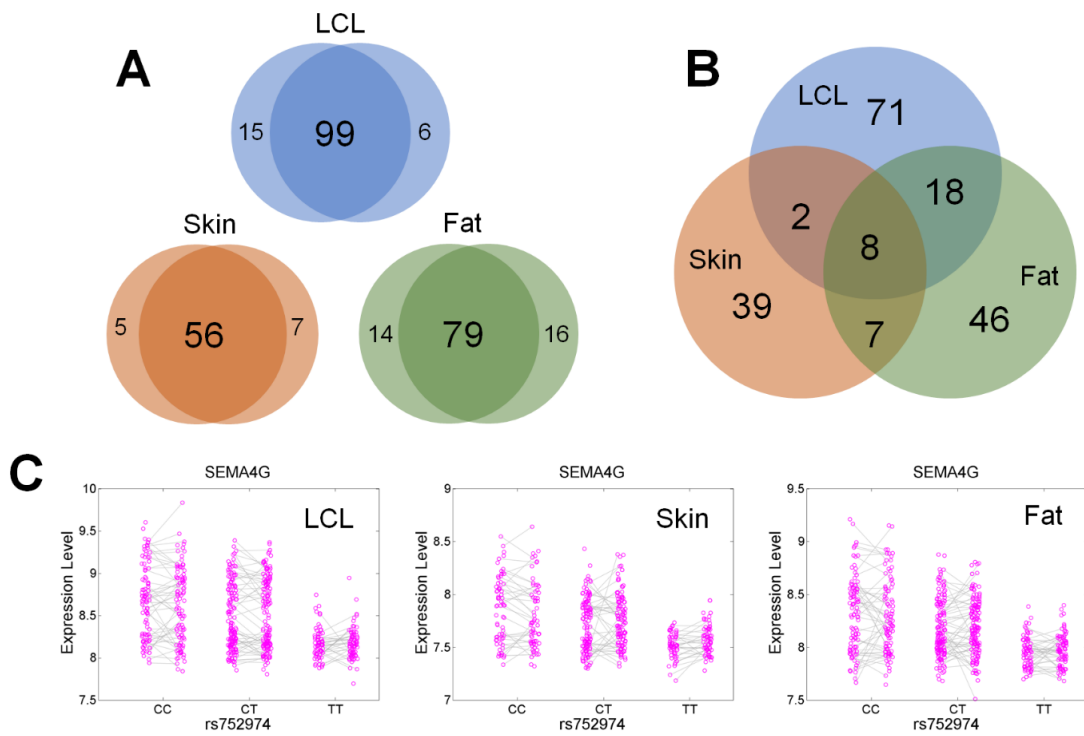 A
LCL
15 99 6
Skin
5 56 7
Fat
14 79 16
B
LCL
71
2
18
8
Skin
39
Fat
46
7
C
SEMA4G
LCL
Expression Level
10
9.5
9
8.5
8
7.5
CC CT TT
rs752974
SEMA4G
Skin
Expression Level
9
8.5
8
7.5
7
CC CT TT
rs752974
SEMA4G
Fat
Expression Level
9.5
9
8.5
8
7.5
CC CT TT
rs752974